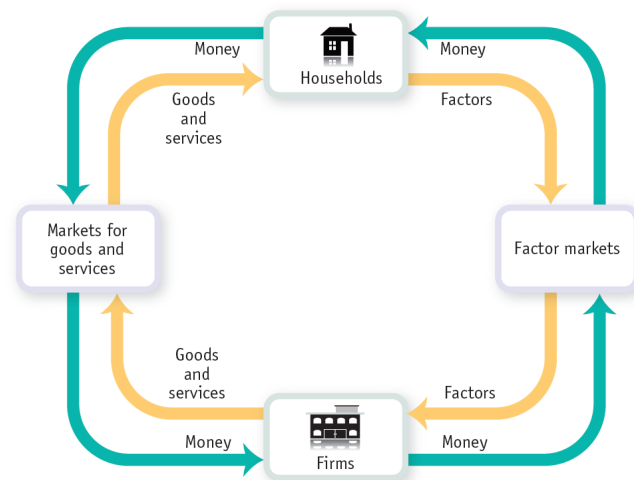 Money
Money
Households
Goods
and
services
Factors
Markets for
goods and
services
Factor markets
Goods
and
services
Factors
Money
Money
Firms